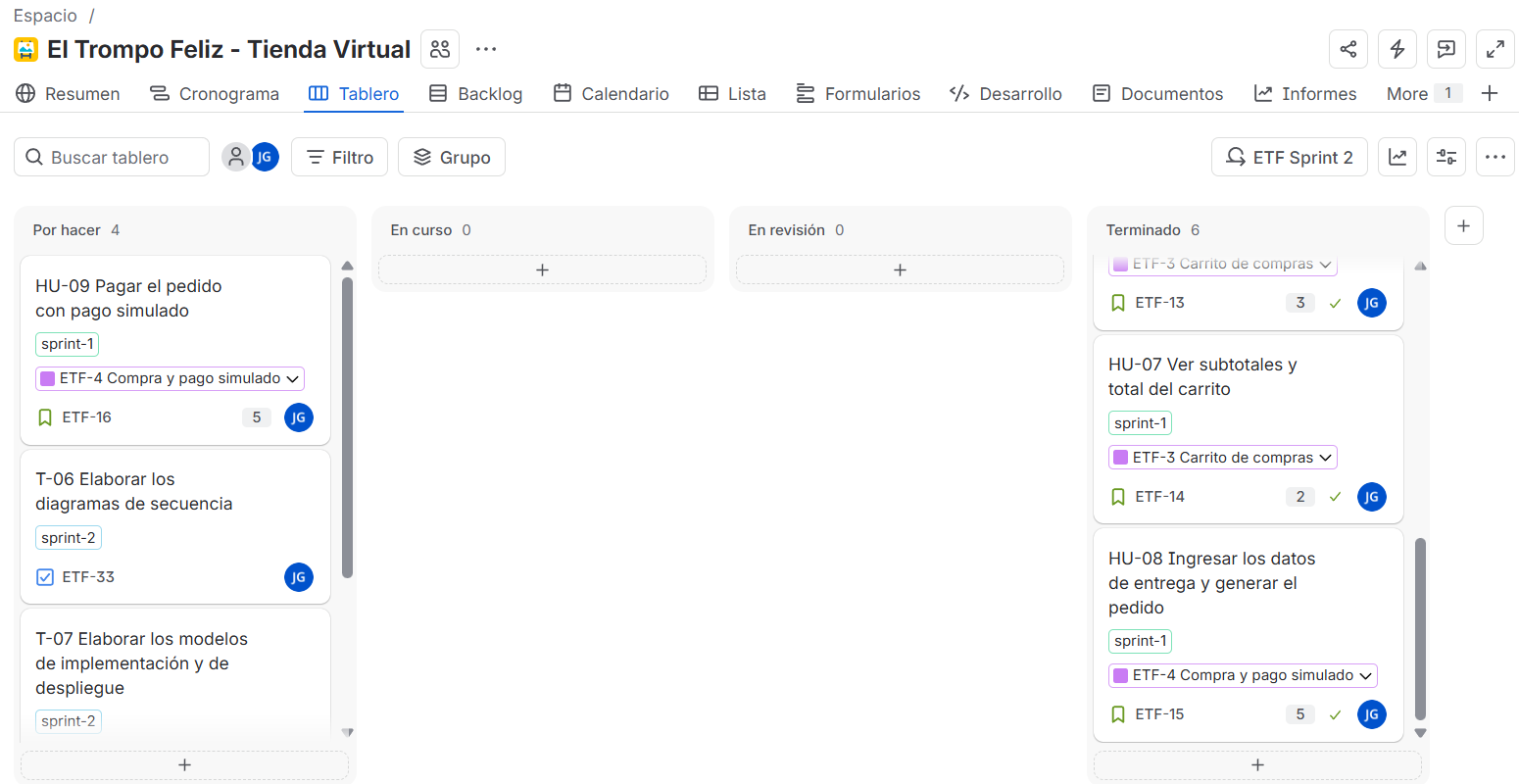 Espacio /
El Trompo Feliz - Tienda Virtual
Resumen Cronograma Tablero Backlog Calendario Lista Formularios Desarrollo Documentos Informes More 1
Buscar tablero JG Filtro Grupo ETF Sprint 2
Por hacer 4
HU-09 Pagar el pedido
con pago simulado
sprint-1
ETF-4 Compra y pago simulado
ETF-16 5 JG
T-06 Elaborar los
diagramas de secuencia
sprint-2
ETF-33 JG
T-07 Elaborar los modelos
de implementación y de
despliegue
sprint-2
En curso 0
En revisión 0
Terminado 6
ETF-3 Carrito de compras
ETF-13 3 JG
HU-07 Ver subtotales y
total del carrito
sprint-1
ETF-3 Carrito de compras
ETF-14 2 JG
HU-08 Ingresar los datos
de entrega y generar el
pedido
sprint-1
ETF-4 Compra y pago simulado
ETF-15 5 JG